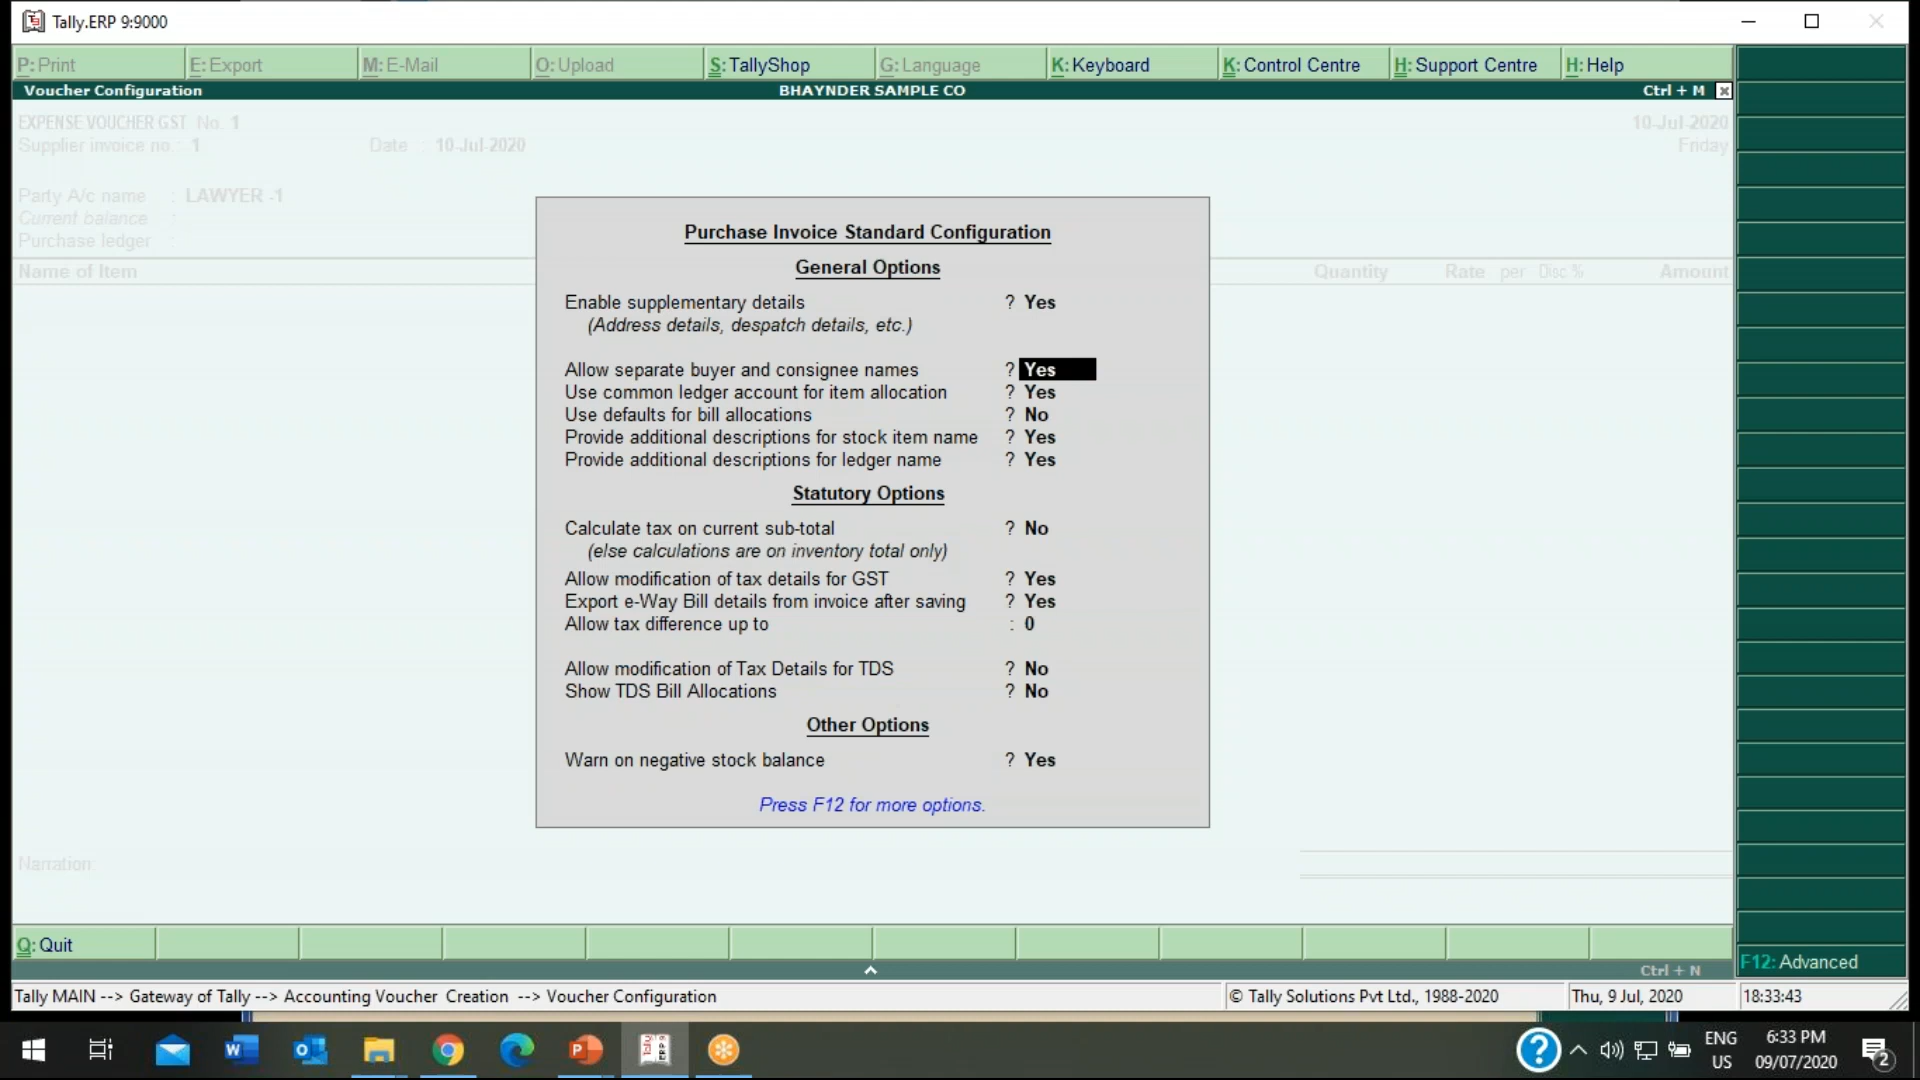 Tally.ERP 9:9000
P: Print E: Export M: E-Mail O: Upload S: TallyShop G: Language K: Keyboard K: Control Centre H: Support Centre H: Help
Voucher Configuration BHAYNDER SAMPLE CO Ctrl + M
EXPENSE VOUCHER GST No. 1 10-Jul-2020
Supplier invoice no. : 1 Date : 10-Jul-2020 Friday
Party A/c name : LAWYER -1
Current balance :
Purchase ledger :
Name of Item Quantity Rate per Disc % Amount
Purchase Invoice Standard Configuration
General Options
Enable supplementary details ? Yes
(Address details, despatch details, etc.)
Allow separate buyer and consignee names ? Yes
Use common ledger account for item allocation ? Yes
Use defaults for bill allocations ? No
Provide additional descriptions for stock item name ? Yes
Provide additional descriptions for ledger name ? Yes
Statutory Options
Calculate tax on current sub-total ? No
(else calculations are on inventory total only)
Allow modification of tax details for GST ? Yes
Export e-Way Bill details from invoice after saving ? Yes
Allow tax difference up to : 0
Allow modification of Tax Details for TDS ? No
Show TDS Bill Allocations ? No
Other Options
Warn on negative stock balance ? Yes
Press F12 for more options.
Narration:
Q: Quit
Ctrl + N
F12: Advanced
Tally MAIN --> Gateway of Tally --> Accounting Voucher Creation --> Voucher Configuration © Tally Solutions Pvt Ltd., 1988-2020 Thu, 9 Jul, 2020 18:33:43
ENG 6:33 PM
US 09/07/2020 2